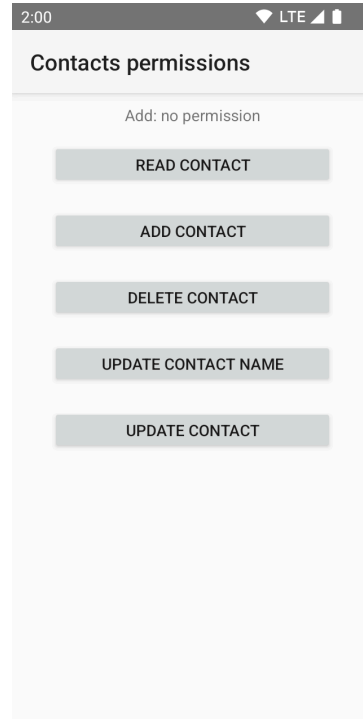 2:00 LTE
Contacts permissions
Add: no permission
READ CONTACT
ADD CONTACT
DELETE CONTACT
UPDATE CONTACT NAME
UPDATE CONTACT